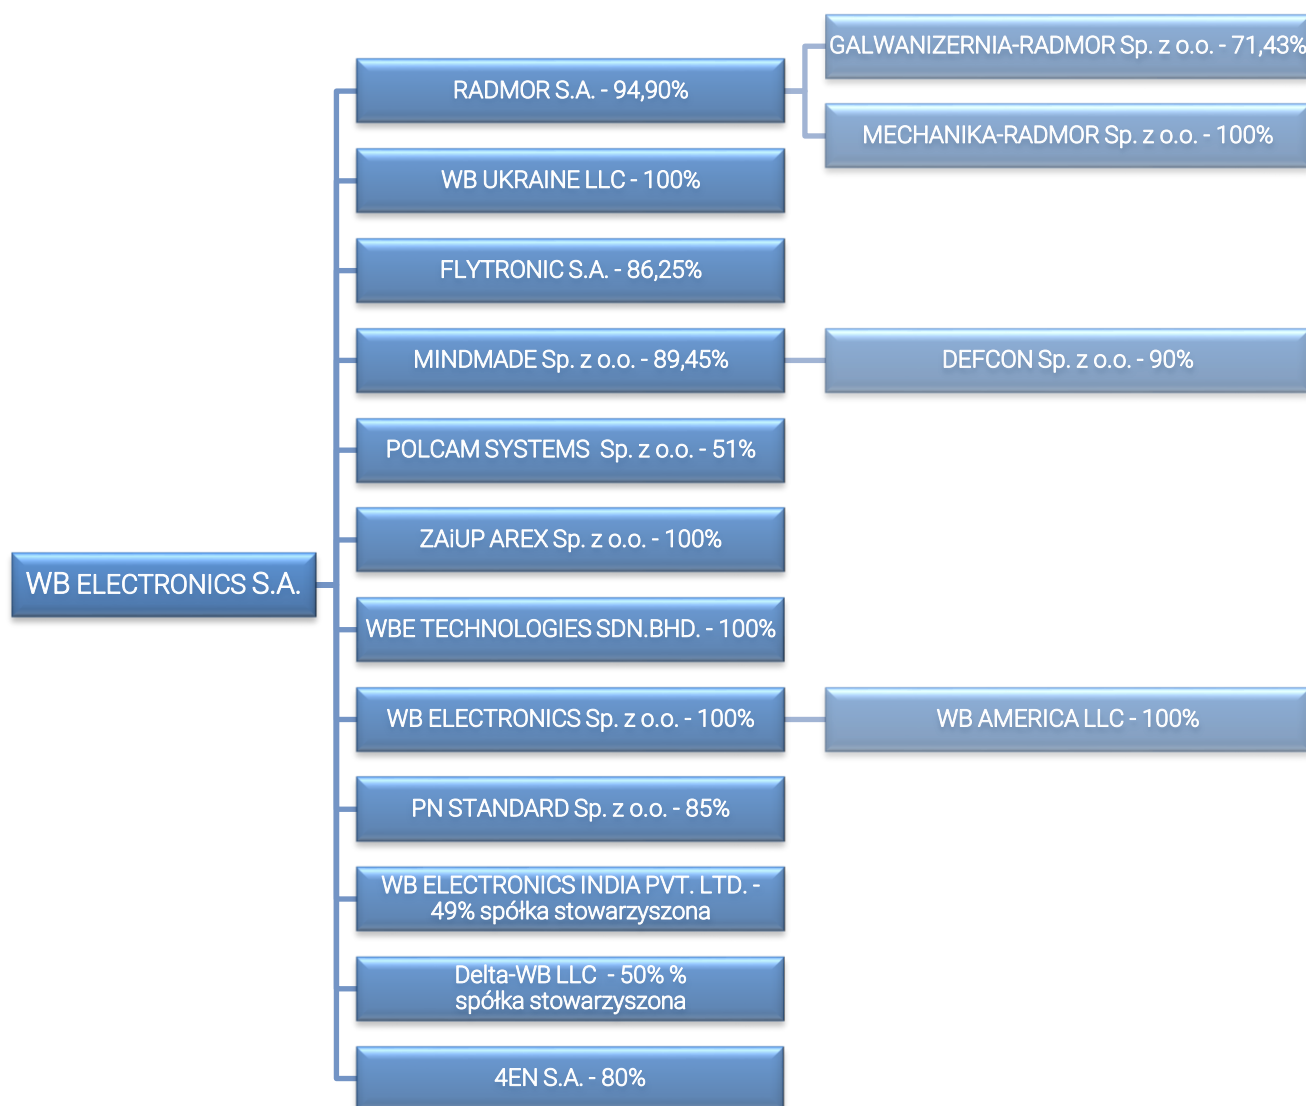 WB ELECTRONICS S.A.
RADMOR S.A. - 94,90%
GALWANIZERNIA-RADMOR Sp. z o.o. - 71,43%
MECHANIKA-RADMOR Sp. z o.o. - 100%
WB UKRAINE LLC - 100%
FLYTRONIC S.A. - 86,25%
MINDMADE Sp. z o.o. - 89,45%
DEFCON Sp. z o.o. - 90%
POLCAM SYSTEMS  Sp. z o.o. - 51%
ZAiUP AREX Sp. z o.o. - 100%
WBE TECHNOLOGIES SDN.BHD. - 100%
WB ELECTRONICS Sp. z o.o. - 100%
WB AMERICA LLC - 100%
PN STANDARD Sp. z o.o. - 85%
WB ELECTRONICS INDIA PVT. LTD. -
49% spółka stowarzyszona
Delta-WB LLC  - 50% %
spółka stowarzyszona
4EN S.A. - 80%